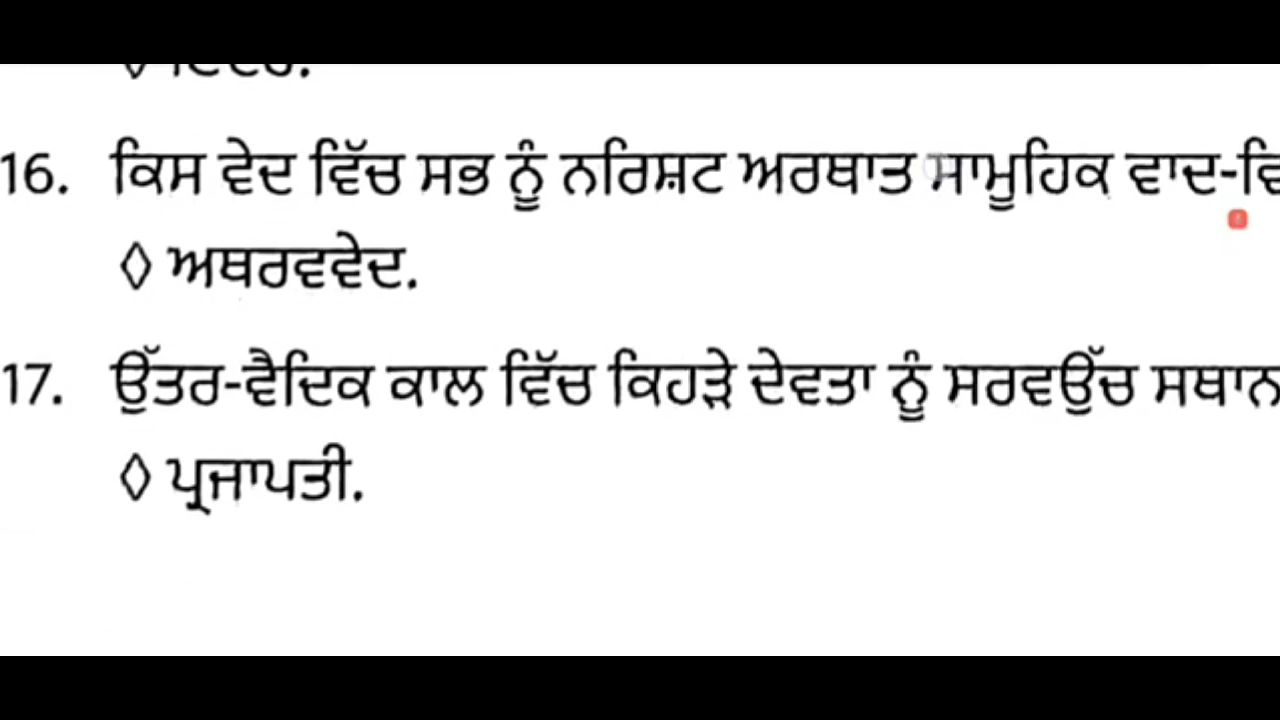 16. ਕਿਸ ਵੇਦ ਵਿੱਚ ਸਭ ਨੂੰ ਨਰਿਸ਼ਟ ਅਰਥਾਤ ਸਾਮੂਹਿਕ ਵਾਦ-ਵਿ
◊ ਅਥਰਵਵੇਦ.
17. ਉੱਤਰ-ਵੈਦਿਕ ਕਾਲ ਵਿੱਚ ਕਿਹੜੇ ਦੇਵਤਾ ਨੂੰ ਸਰਵਉੱਚ ਸਥਾਨ
◊ ਪ੍ਰਜਾਪਤੀ.